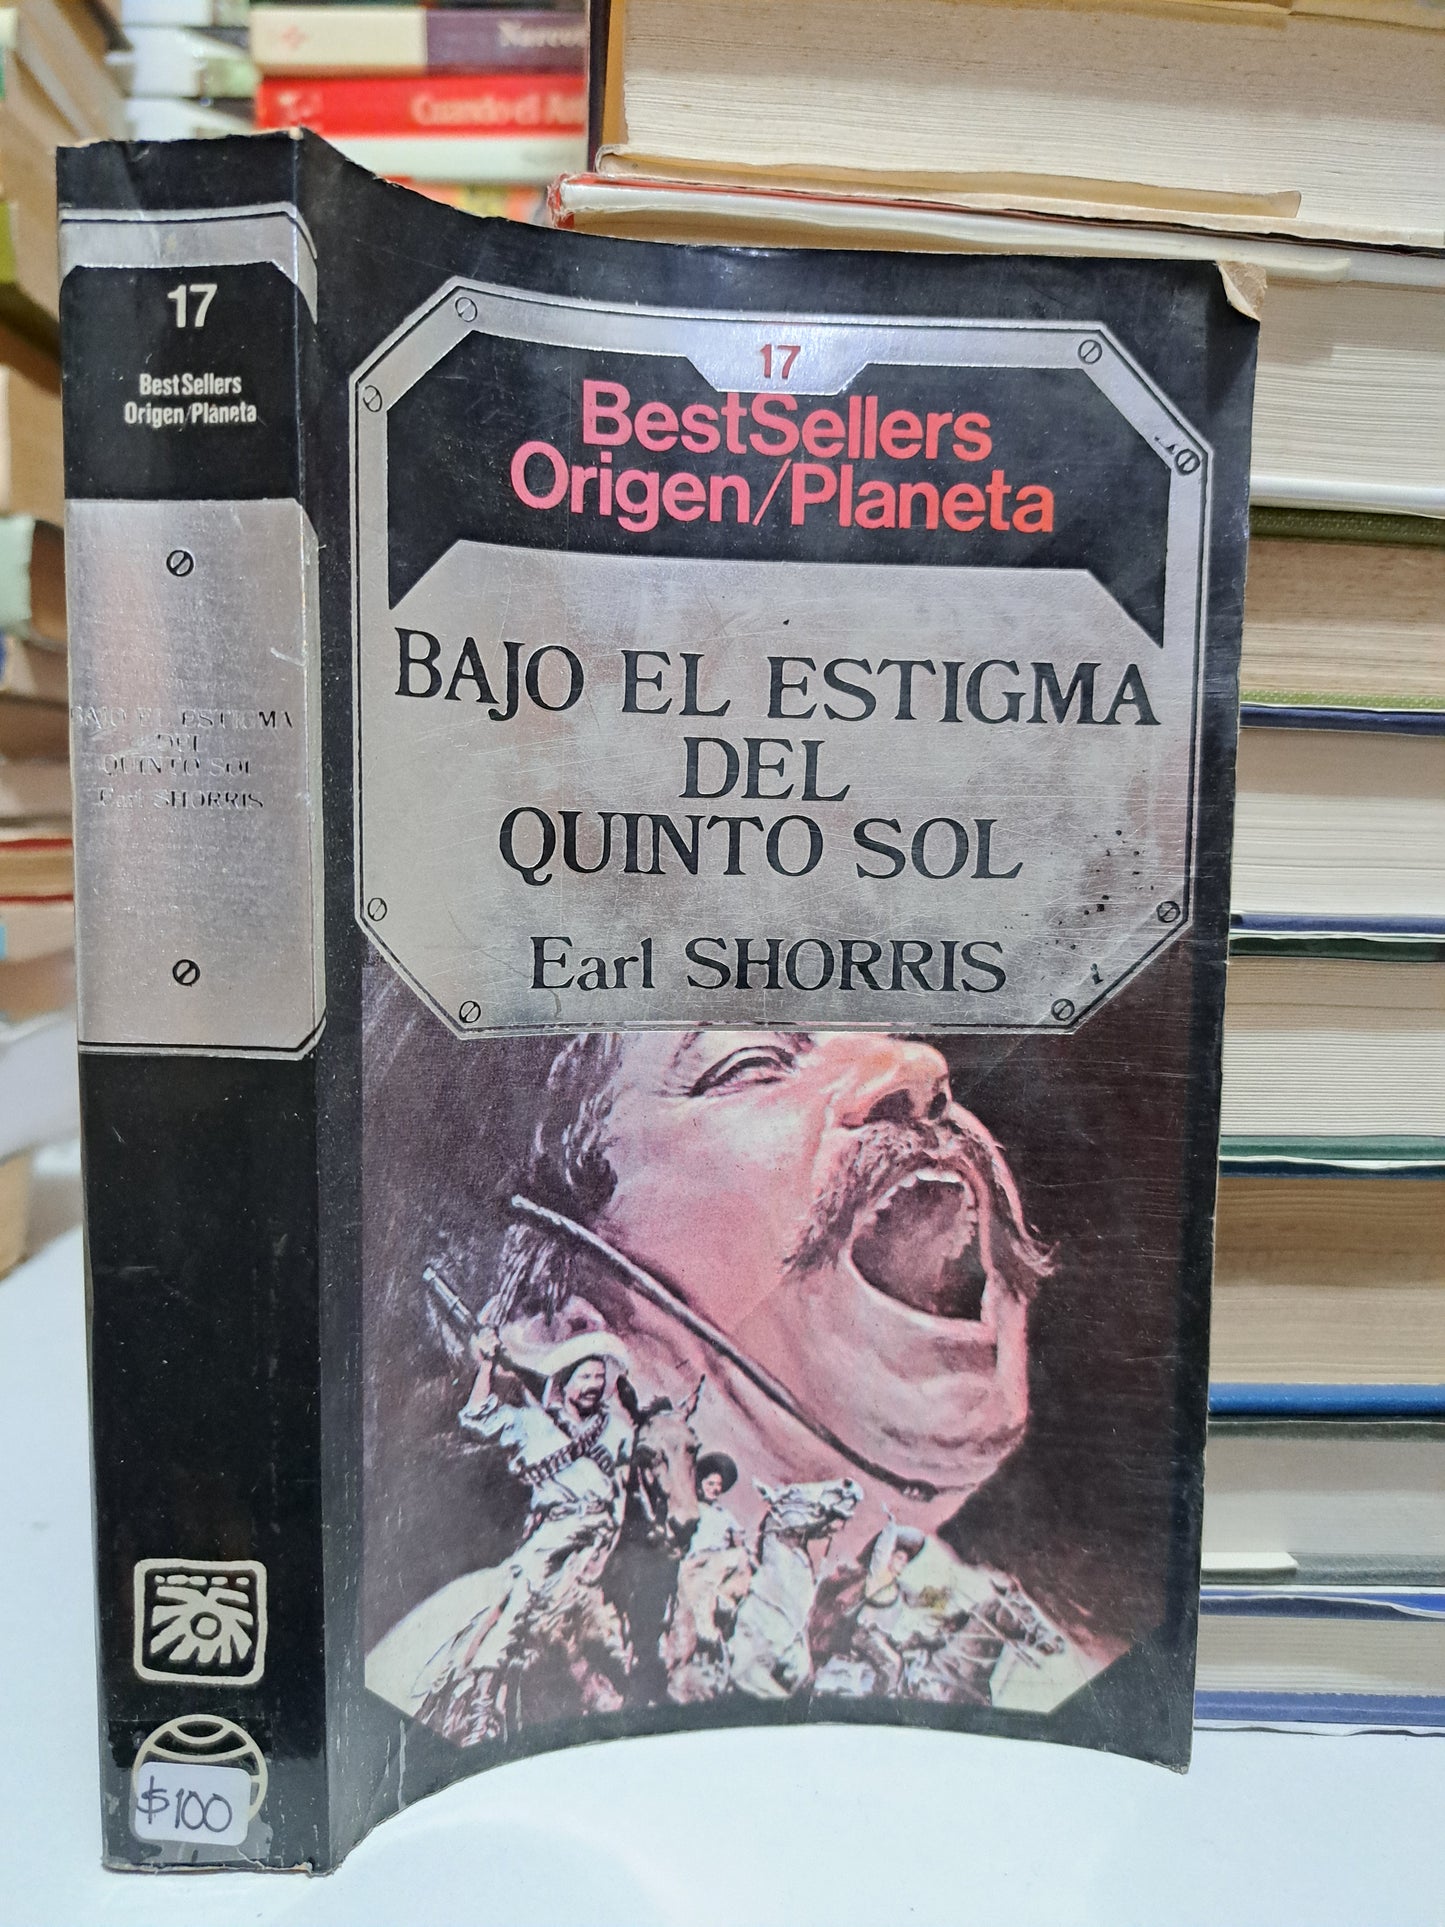 Cuando el
17
BestSellers
Origen/Planeta
BAJO EL ESTIGMA
DEL
QUINTO SOL
Earl SHORRIS
$100
17
BestSellers
Origen/Planeta
BAJO EL ESTIGMA
DEL
QUINTO SOL
Earl SHORRIS